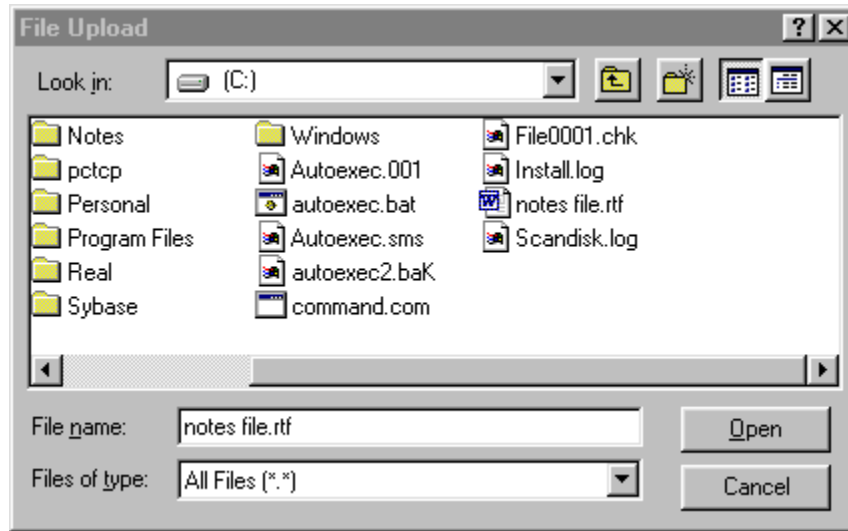 File Upload
Look in: (C:)
Notes
pctcp
Personal
Program Files
Real
Sybase
Windows
Autoexec.001
autoexec.bat
Autoexec.sms
autoexec2.baK
command.com
File0001.chk
Install.log
notes file.rtf
Scandisk.log
File name: notes file.rtf
Open
Files of type: All Files (*.*)
Cancel